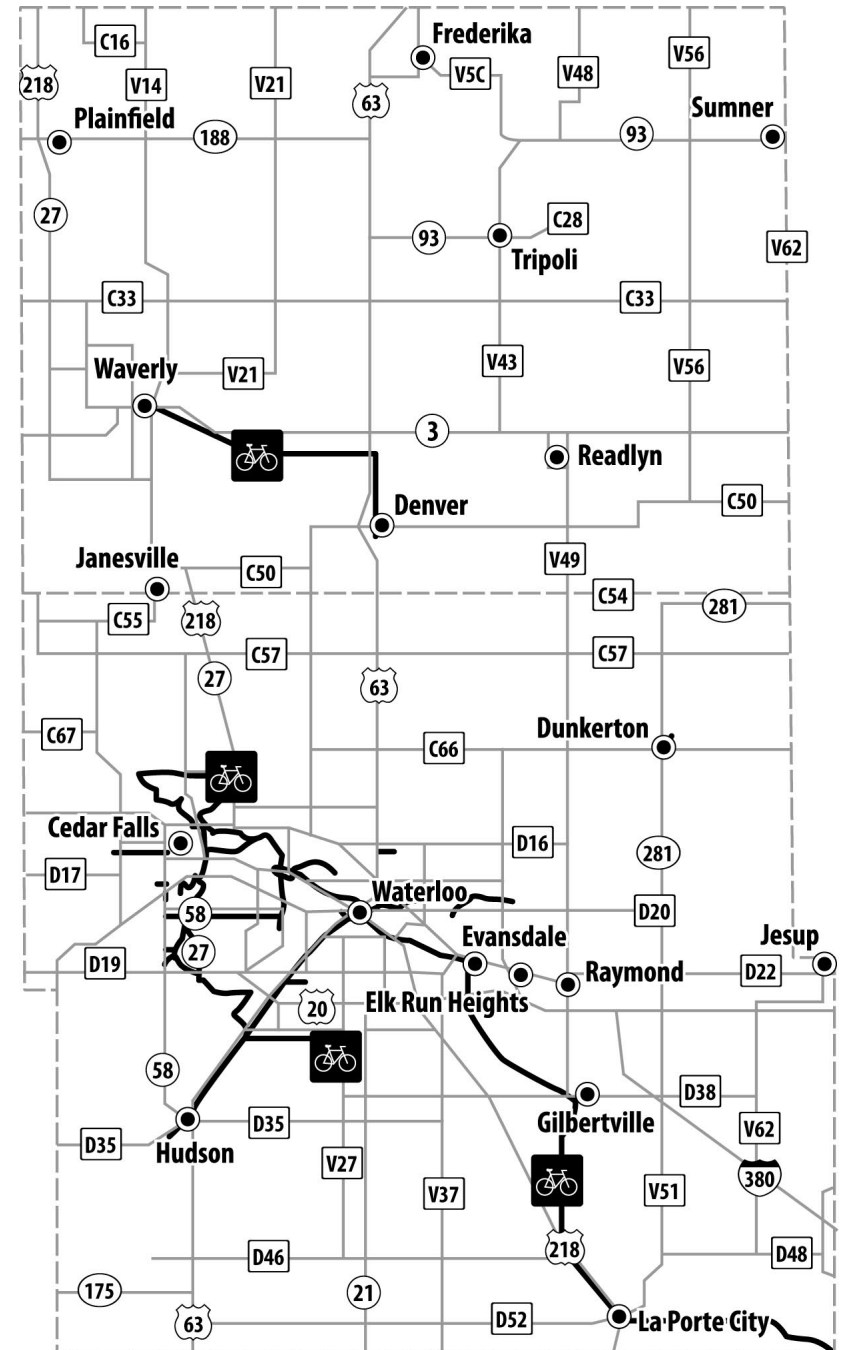 Frederika
C16
V56
V5C
V48
218
V14
V21
63
Sumner
Plainfield
188
93
27
C28
93
Tripoli
V62
C33
C33
Waverly
V21
V43
V56
3
Readlyn
Denver
C50
Janesville
C50
V49
C54
281
C55
218
C57
C57
27
63
C67
C66
Dunkerton
Cedar Falls
D16
281
D17
Waterloo
58
D20
Evansdale
Jesup
27
D19
Raymond
D22
Elk Run Heights
20
58
D38
Gilbertville
D35
D35
V62
Hudson
V27
380
V37
V51
218
D46
D48
175
21
63
D52
La Porte City